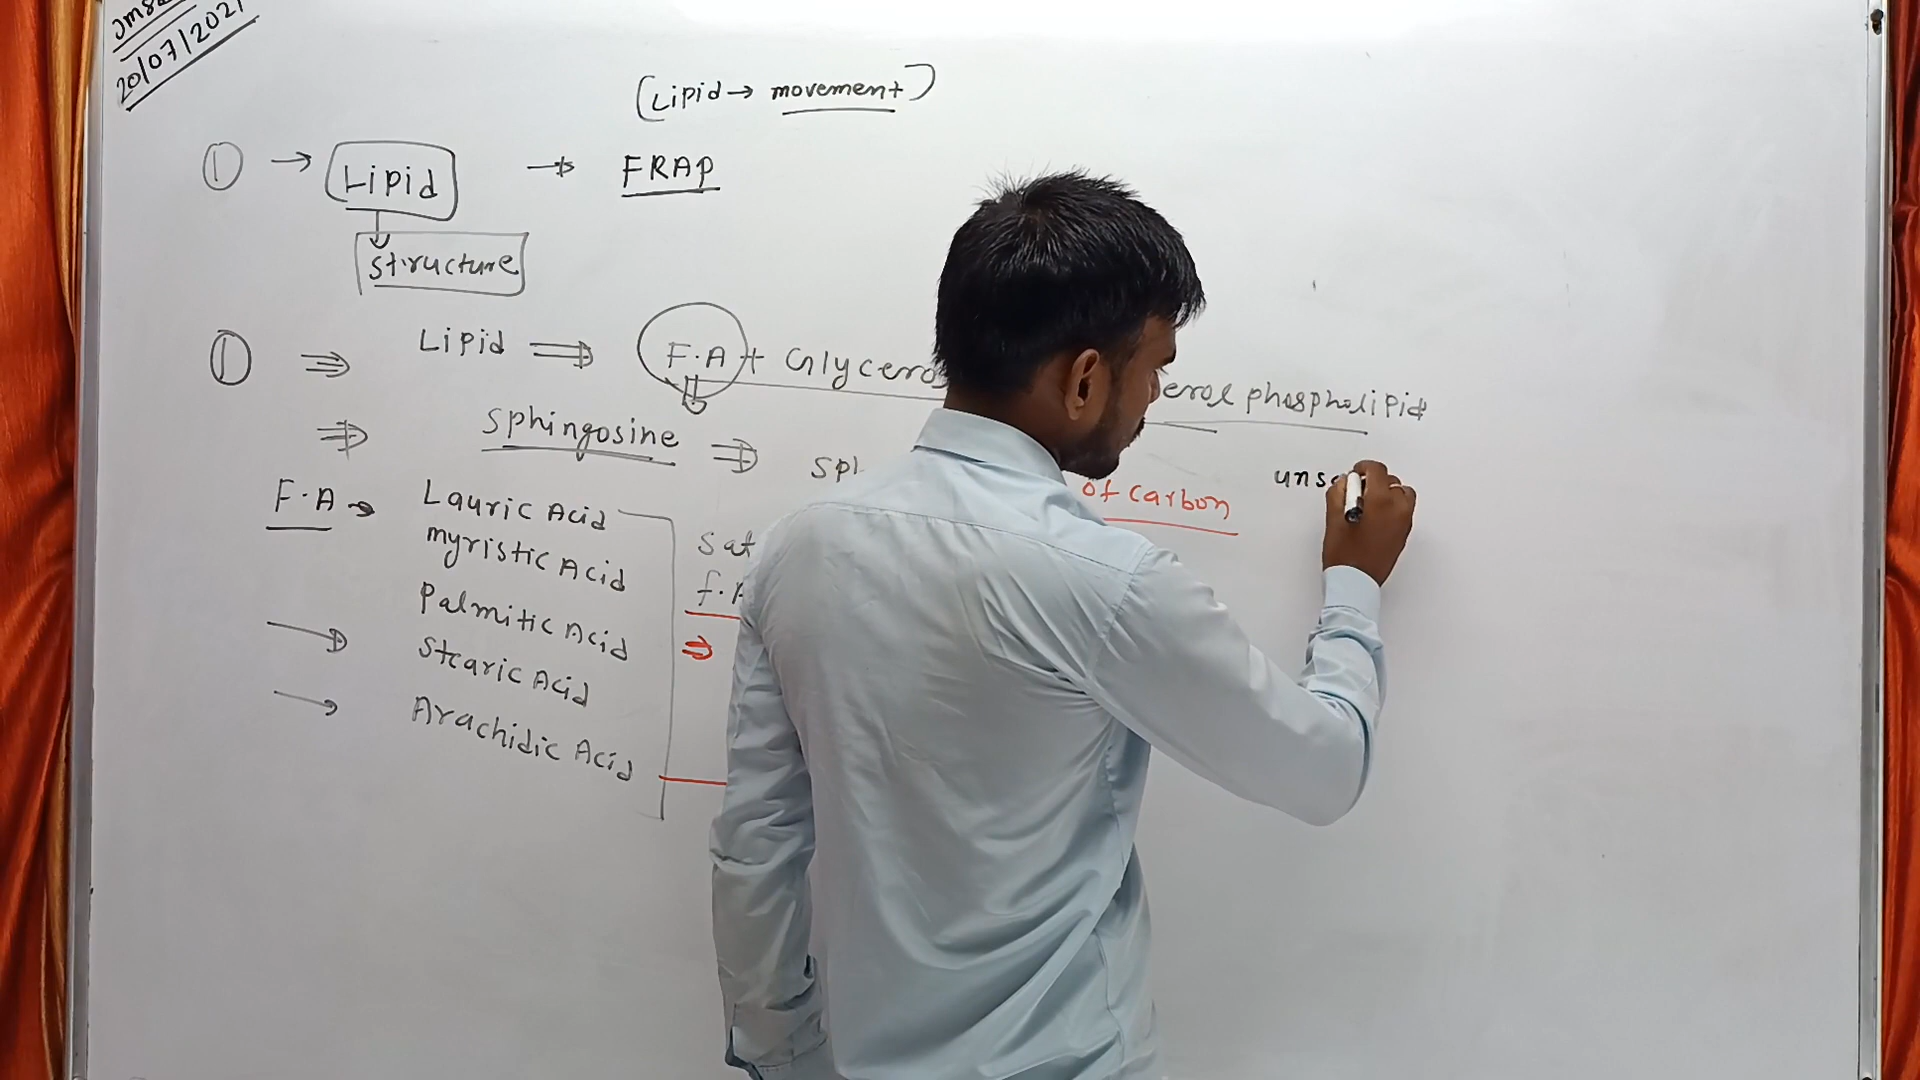 20/07/2021
(Lipid → movement)
① → Lipid → FRAP
structure
① ⇒ Lipid ⇒ F.A + Glycero
erol phospholipid
⇒ sphingosine ⇒ sph
F.A → Lauric Acid
myristic Acid
Palmitic Acid
→ Stearic Acid
→ Arachidic Acid
sat
f.A
⇒
of carbon
uns